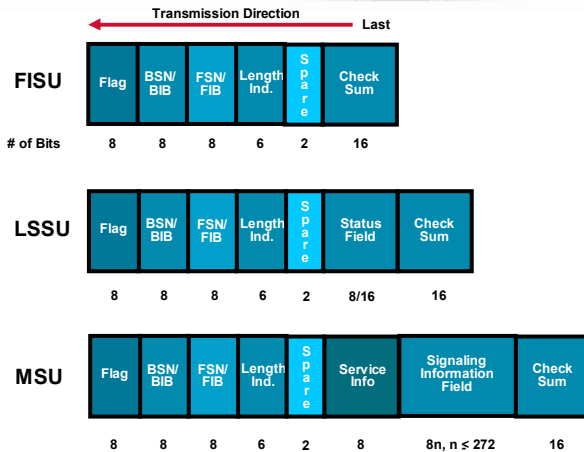 Transmission Direction
Last
FISU
Flag
BSN/
BIB
FSN/
FIB
Length
Ind.
Spare
Check
Sum
# of Bits
8
8
8
6
2
16
LSSU
Flag
BSN/
BIB
FSN/
FIB
Length
Ind.
Spare
Status
Field
Check
Sum
8
8
8
6
2
8/16
16
MSU
Flag
BSN/
BIB
FSN/
FIB
Length
Ind.
Spare
Service
Info
Signaling
Information
Field
Check
Sum
8
8
8
6
2
8
8n, n ≤ 272
16